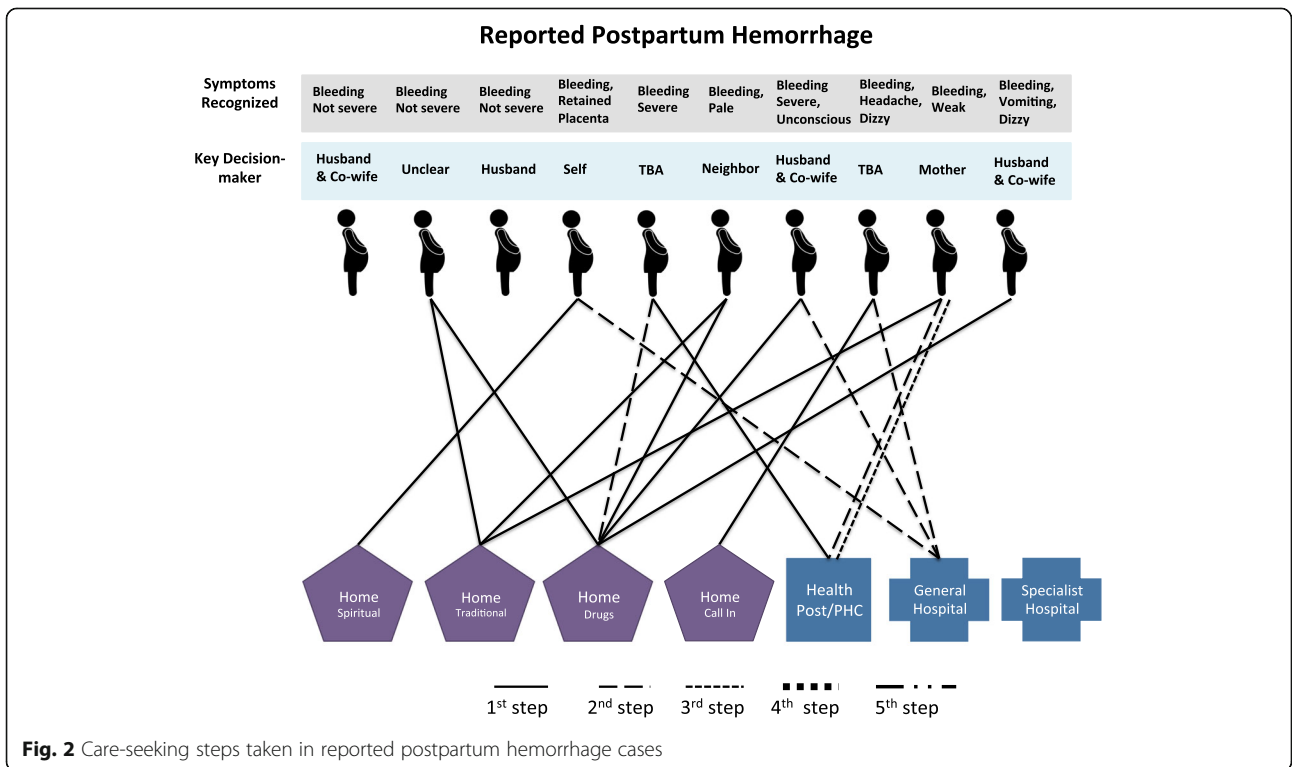 Reported Postpartum Hemorrhage
Symptoms
Recognized
Bleeding
Not severe
Bleeding
Not severe
Bleeding
Not severe
Bleeding,
Retained
Placenta
Bleeding
Severe
Bleeding,
Pale
Bleeding
Severe,
Unconscious
Bleeding,
Headache,
Dizzy
Bleeding,
Weak
Bleeding,
Vomiting,
Dizzy
Key Decision-
maker
Husband
& Co-wife
Unclear
Husband
Self
TBA
Neighbor
Husband
& Co-wife
TBA
Mother
Husband
& Co-wife
Home
Spiritual
Home
Traditional
Home
Drugs
Home
Call In
Health
Post/PHC
General
Hospital
Specialist
Hospital
1st step
2nd step
3rd step
4th step
5th step
Fig. 2 Care-seeking steps taken in reported postpartum hemorrhage cases